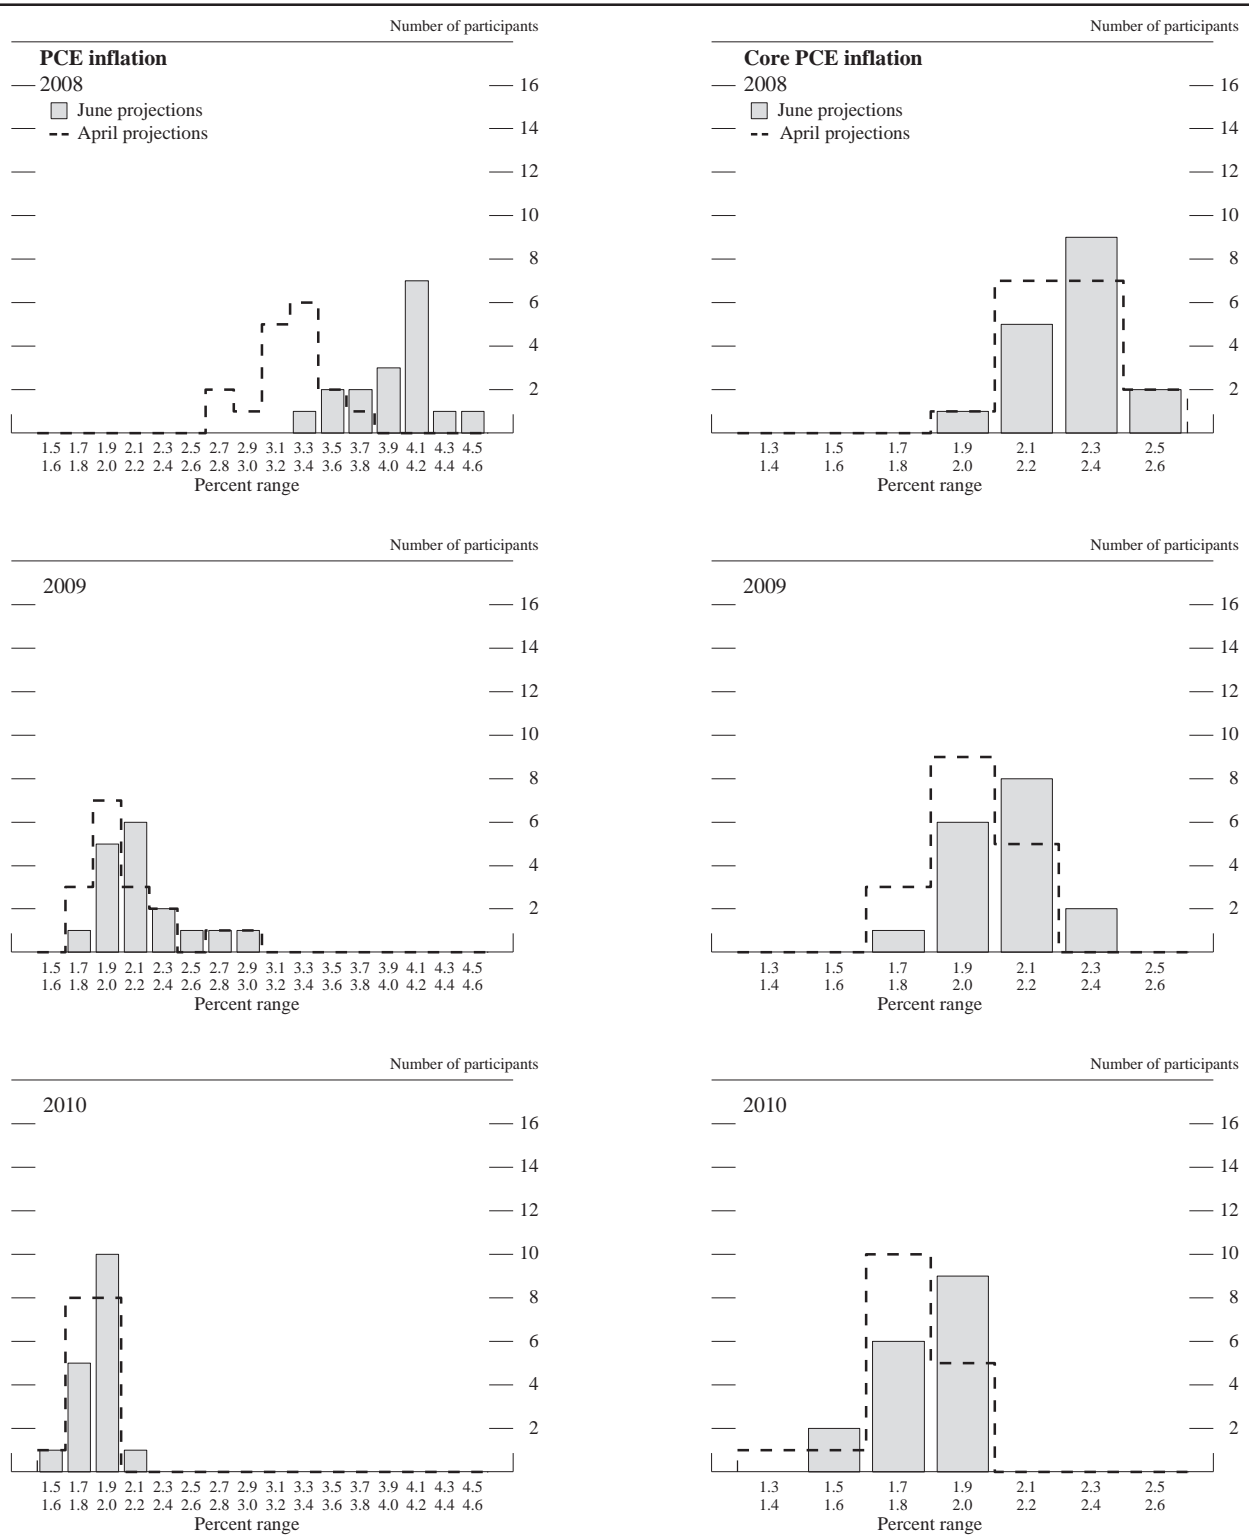 Number of participants
PCE inflation
2008
June projections
April projections
16
14
12
10
8
6
4
2
1.5 1.7 1.9 2.1 2.3 2.5 2.7 2.9 3.1 3.3 3.5 3.7 3.9 4.1 4.3 4.5
1.6 1.8 2.0 2.2 2.4 2.6 2.8 3.0 3.2 3.4 3.6 3.8 4.0 4.2 4.4 4.6
Percent range
Number of participants
Core PCE inflation
2008
June projections
April projections
16
14
12
10
8
6
4
2
1.3 1.5 1.7 1.9 2.1 2.3 2.5
1.4 1.6 1.8 2.0 2.2 2.4 2.6
Percent range
Number of participants
2009
16
14
12
10
8
6
4
2
1.5 1.7 1.9 2.1 2.3 2.5 2.7 2.9 3.1 3.3 3.5 3.7 3.9 4.1 4.3 4.5
1.6 1.8 2.0 2.2 2.4 2.6 2.8 3.0 3.2 3.4 3.6 3.8 4.0 4.2 4.4 4.6
Percent range
Number of participants
2009
16
14
12
10
8
6
4
2
1.3 1.5 1.7 1.9 2.1 2.3 2.5
1.4 1.6 1.8 2.0 2.2 2.4 2.6
Percent range
Number of participants
2010
16
14
12
10
8
6
4
2
1.5 1.7 1.9 2.1 2.3 2.5 2.7 2.9 3.1 3.3 3.5 3.7 3.9 4.1 4.3 4.5
1.6 1.8 2.0 2.2 2.4 2.6 2.8 3.0 3.2 3.4 3.6 3.8 4.0 4.2 4.4 4.6
Percent range
Number of participants
2010
16
14
12
10
8
6
4
2
1.3 1.5 1.7 1.9 2.1 2.3 2.5
1.4 1.6 1.8 2.0 2.2 2.4 2.6
Percent range